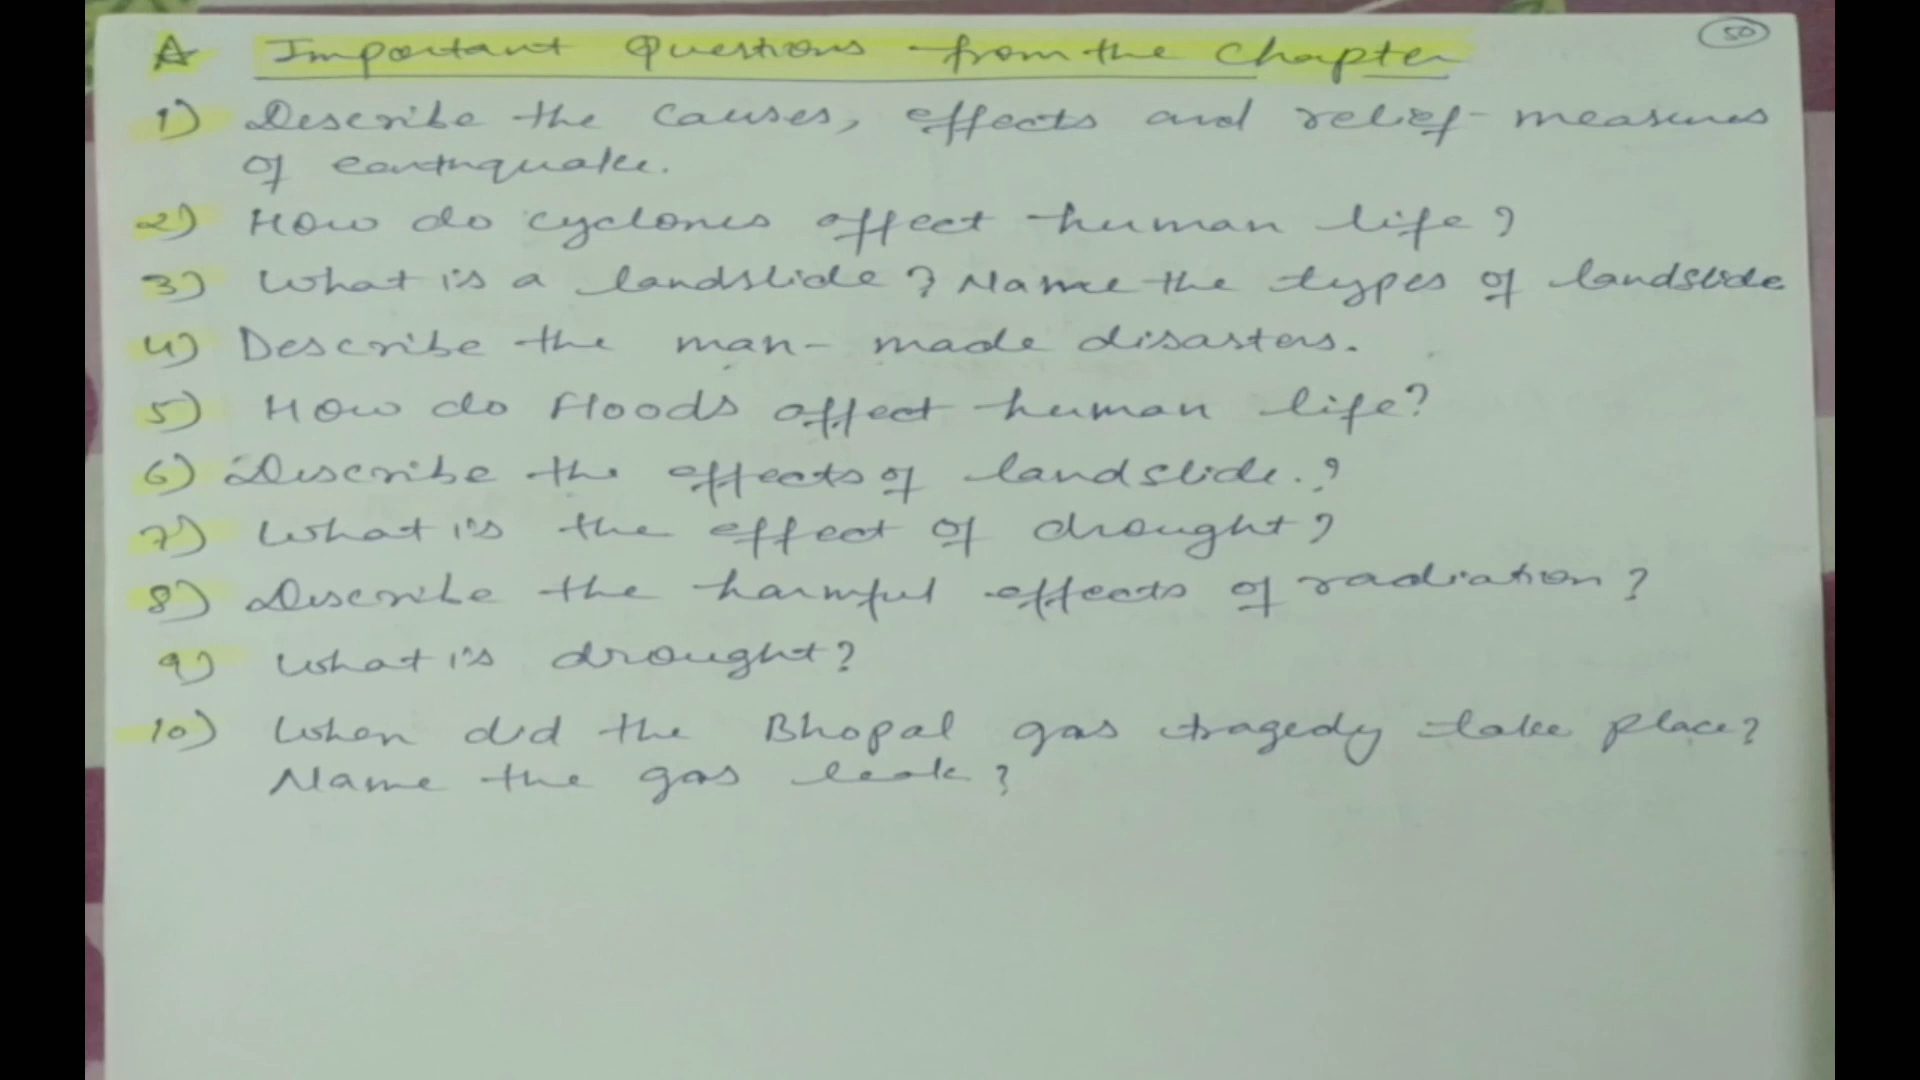 A Important Questions from the Chapter
50
1) Describe the causes, effects and relief-measures
of earthquake.
2) How do cyclones affect human life?
3) What is a landslide? Name the types of landslide
4) Describe the man-made disasters.
5) How do floods affect human life?
6) Describe the effects of landslide.?
7) What is the effect of drought?
8) Describe the harmful effects of radiation?
9) What is drought?
10) When did the Bhopal gas tragedy take place?
Name the gas leak?